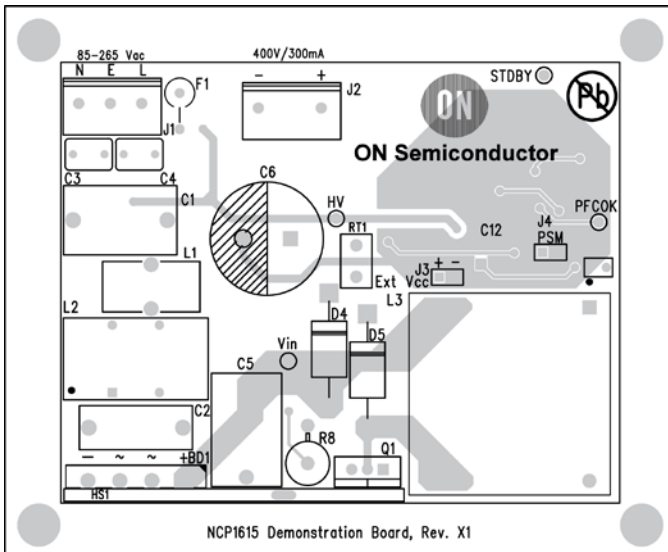 85-265 Vac
400V/300mA
N E L
F1
- +
J2
STDBY
Pb
ON
ON Semiconductor
J1
C3
C4
C1
C6
HV
RT1
C12
J4
PSM
PFCOK
L1
Ext Vcc
J3
+ -
L3
L2
D4
D5
Vin
C5
C2
R8
Q1
- ~ ~ +BD1
HS1
NCP1615 Demonstration Board, Rev. X1